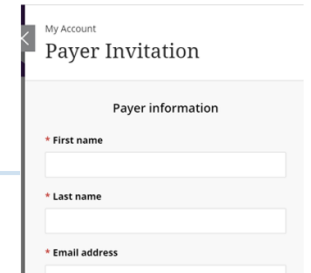 My Account
Payer Invitation
Payer information
* First name
* Last name
* Email address